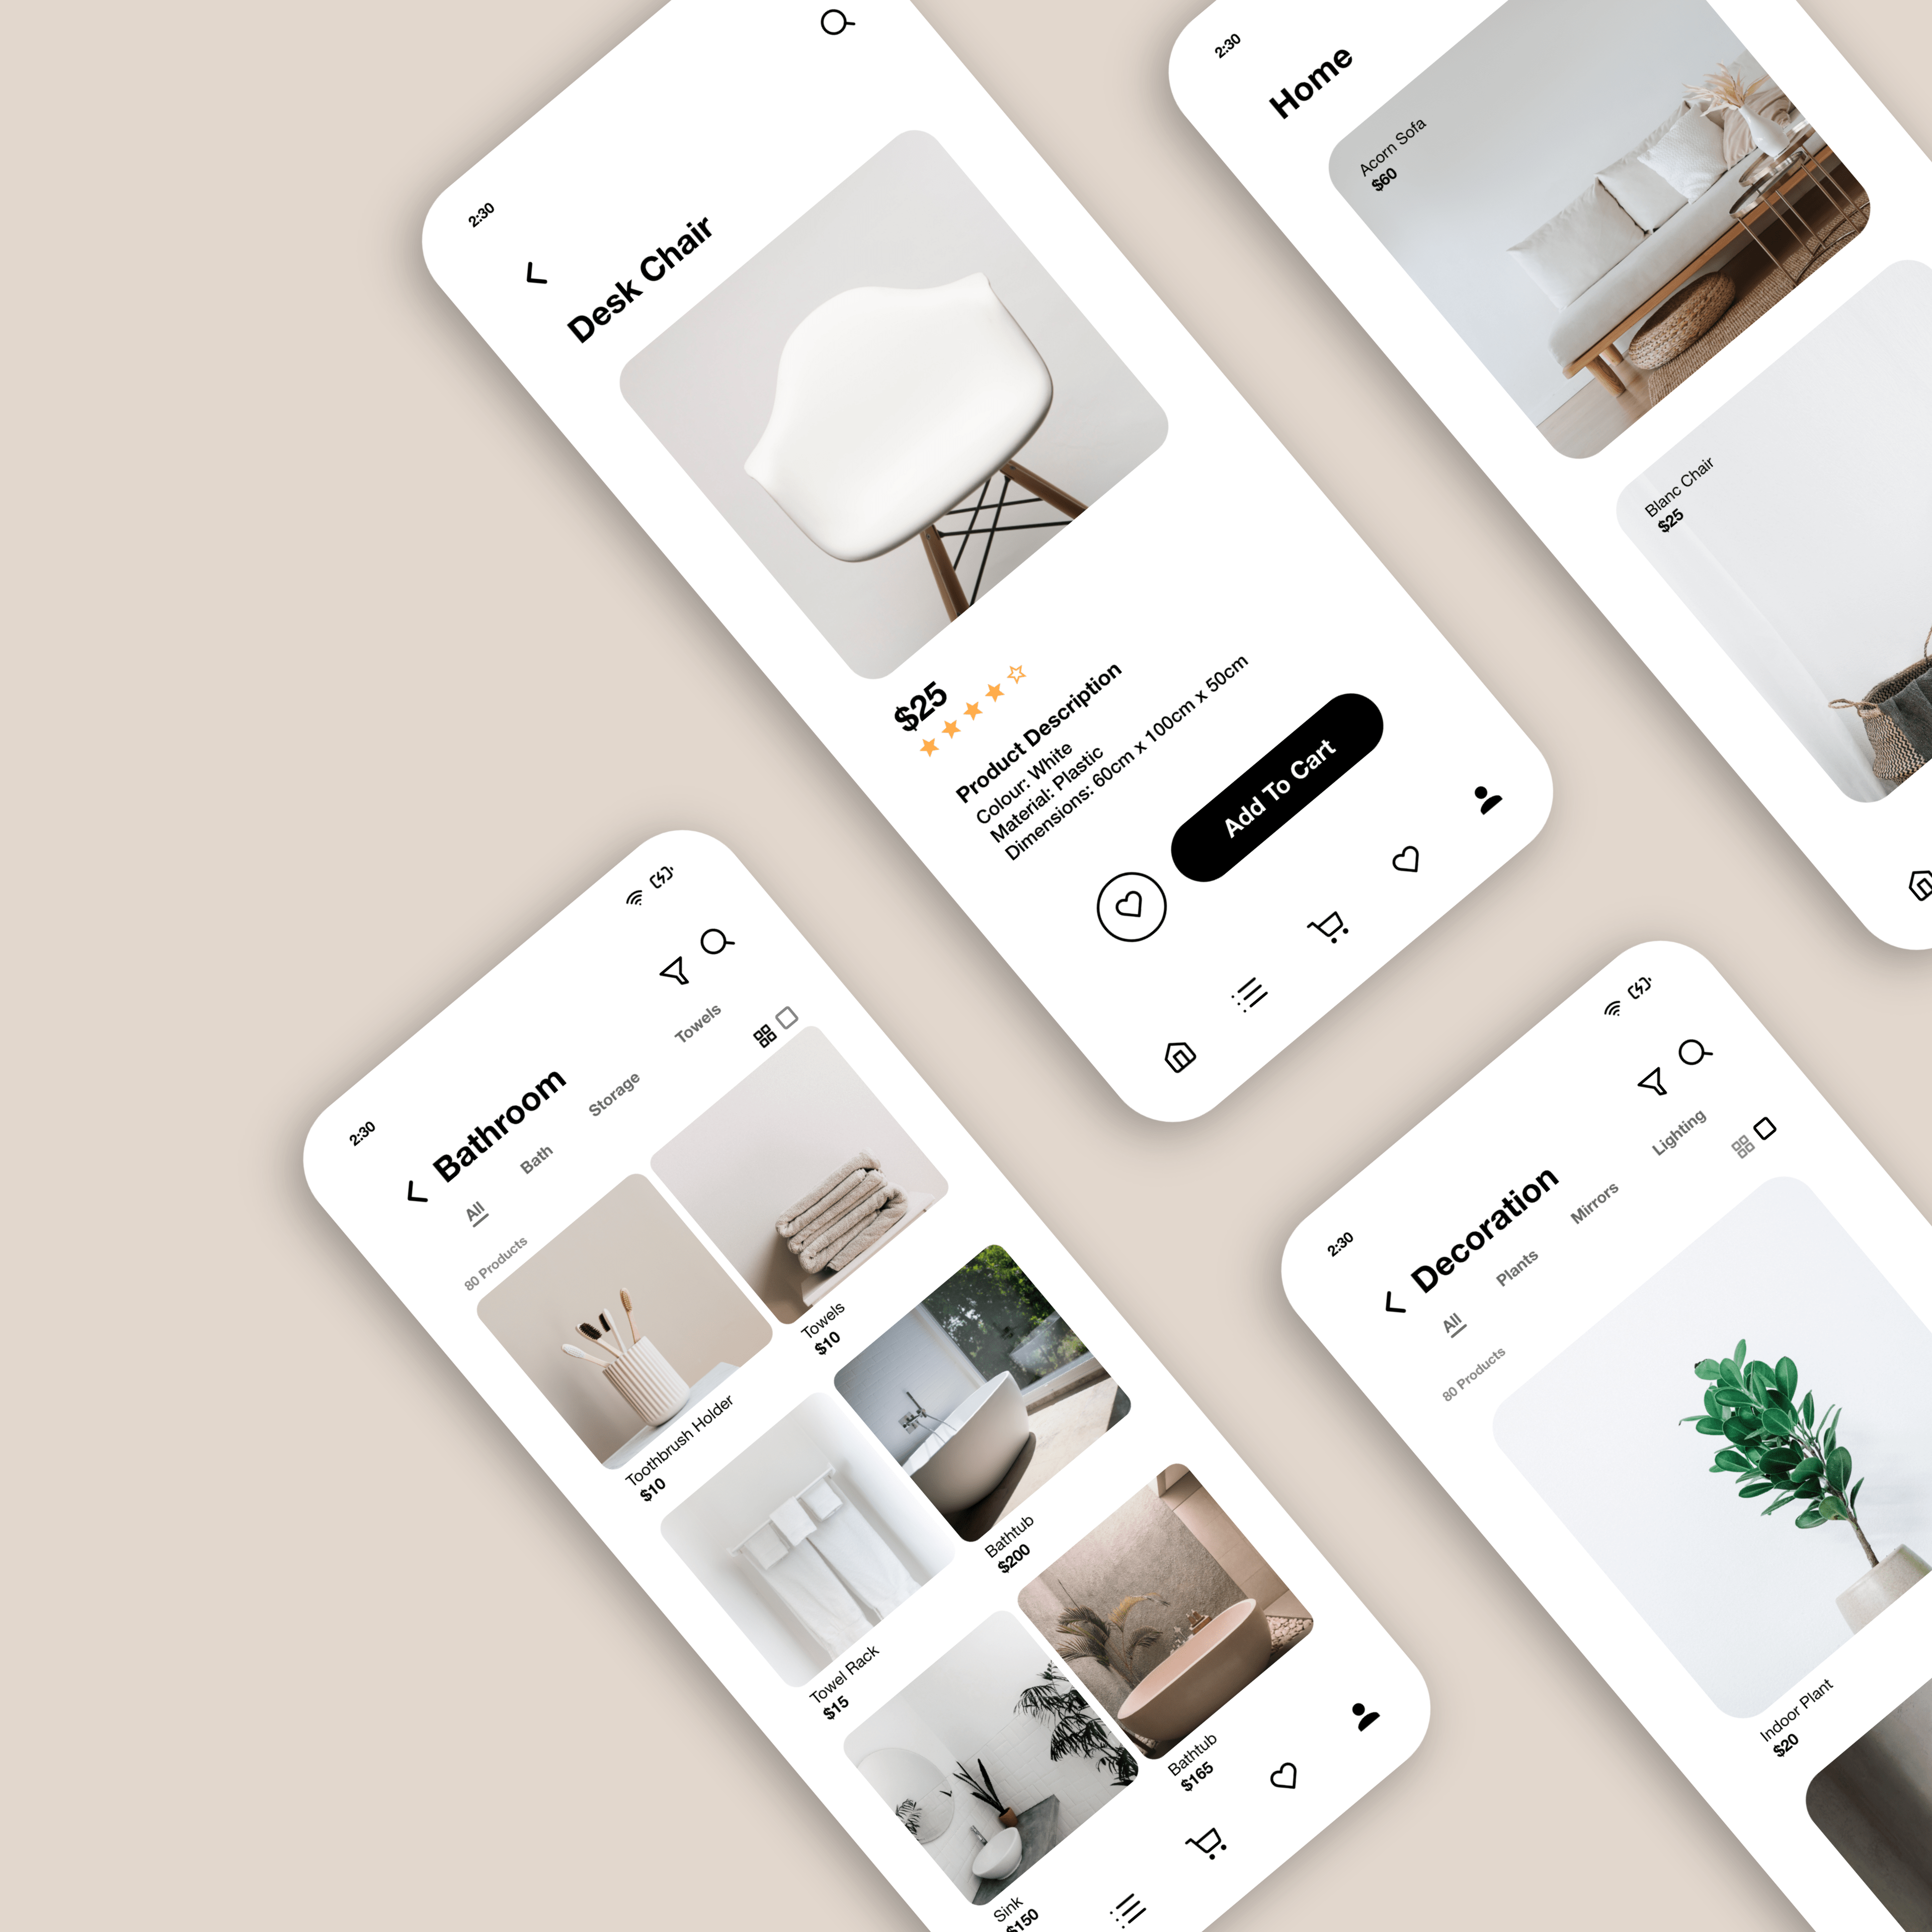 2:30
Desk Chair
$25
Product Description
Colour: White
Material: Plastic
Dimensions: 60cm x 100cm x 50cm
Add To Cart
2:30
Home
Acorn Sofa
$60
Blanc Chair
$25
2:30
Bathroom
All Bath Storage Towels
80 Products
Toothbrush Holder
$10
Towels
$10
Towel Rack
$15
Bathtub
$200
Sink
$150
Bathtub
$165
2:30
Decoration
All Plants Mirrors Lighting
80 Products
Indoor Plant
$20